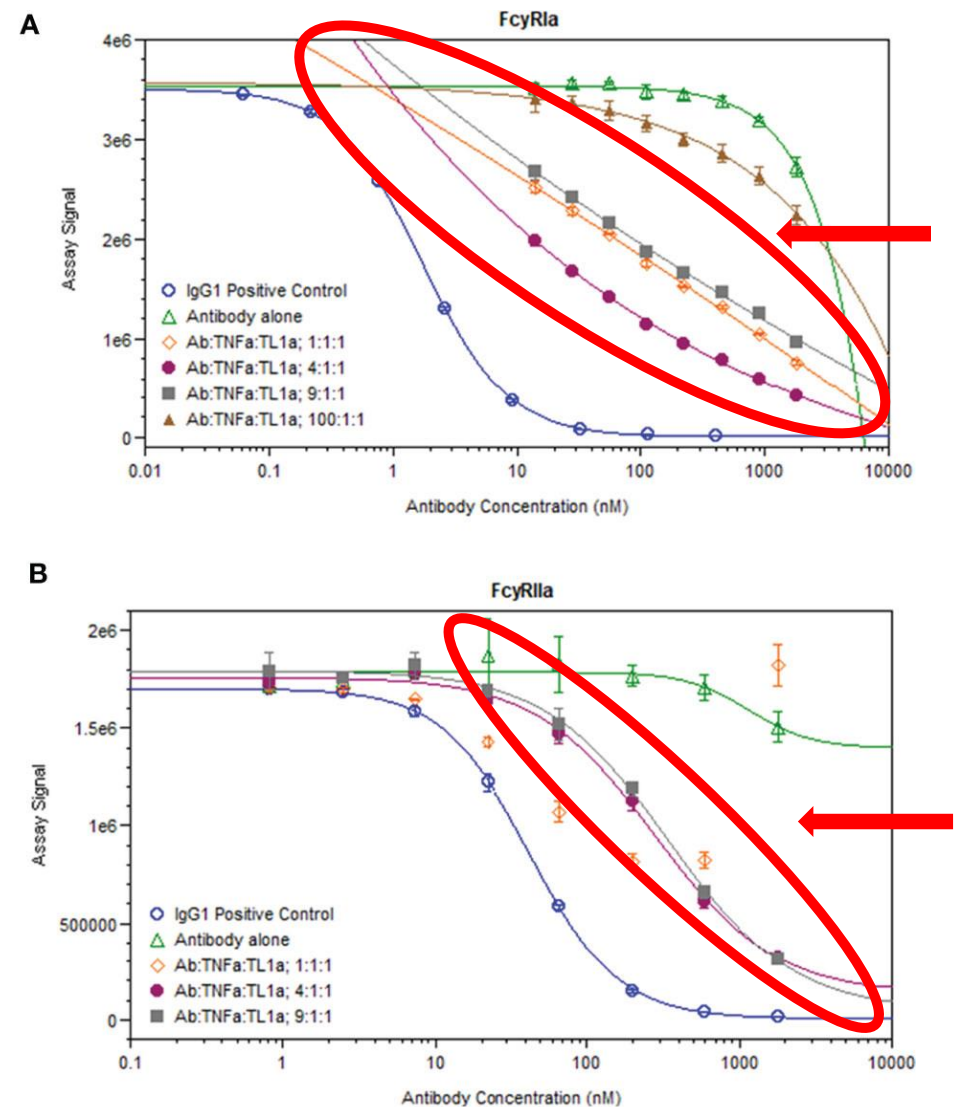 A
FcyRIa
4e6
3e6
2e6
1e6
0
Assay Signal
IgG1 Positive Control
Antibody alone
Ab:TNFa:TL1a; 1:1:1
Ab:TNFa:TL1a; 4:1:1
Ab:TNFa:TL1a; 9:1:1
Ab:TNFa:TL1a; 100:1:1
0.01 0.1 1 10 100 1000 10000
Antibody Concentration (nM)
B
FcyRIIa
2e6
1.5e6
1e6
500000
0
Assay Signal
IgG1 Positive Control
Antibody alone
Ab:TNFa:TL1a; 1:1:1
Ab:TNFa:TL1a; 4:1:1
Ab:TNFa:TL1a; 9:1:1
0.1 1 10 100 1000 10000
Antibody Concentration (nM)